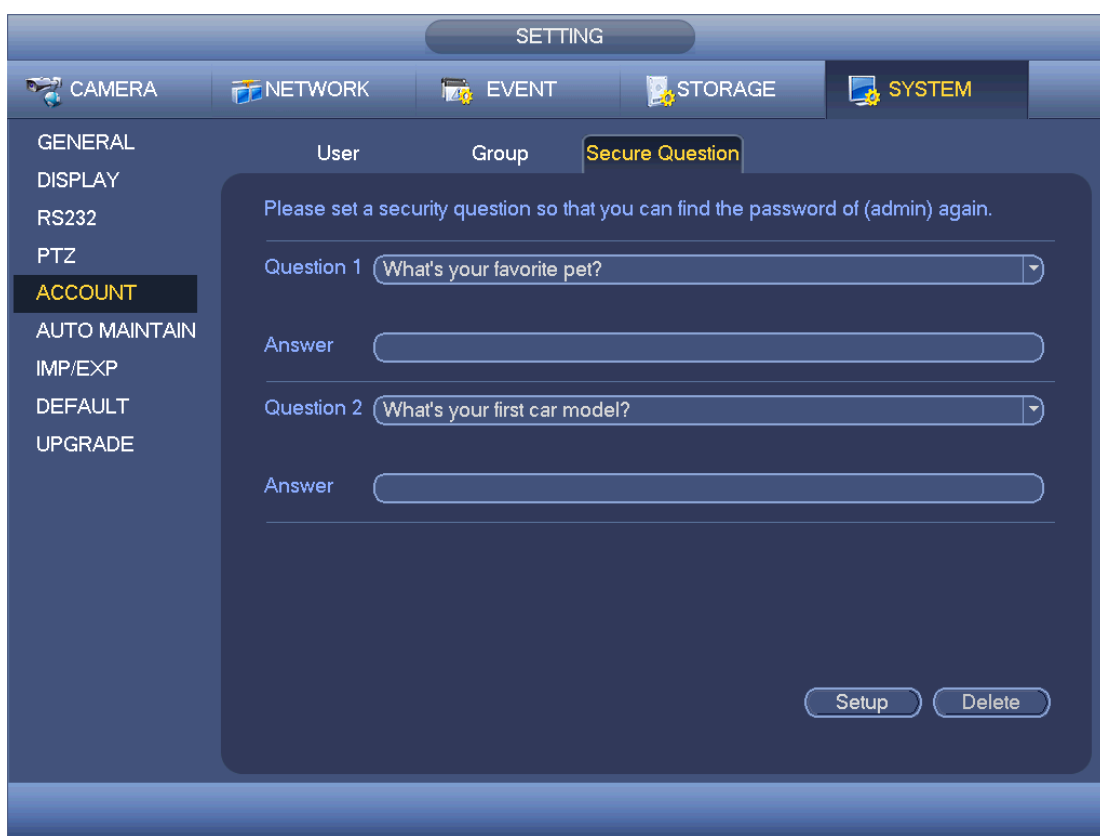 SETTING
CAMERA NETWORK EVENT STORAGE SYSTEM
GENERAL
DISPLAY
RS232
PTZ
ACCOUNT
AUTO MAINTAIN
IMP/EXP
DEFAULT
UPGRADE
User Group Secure Question
Please set a security question so that you can find the password of (admin) again.
Question 1 What's your favorite pet?
Answer
Question 2 What's your first car model?
Answer
Setup Delete